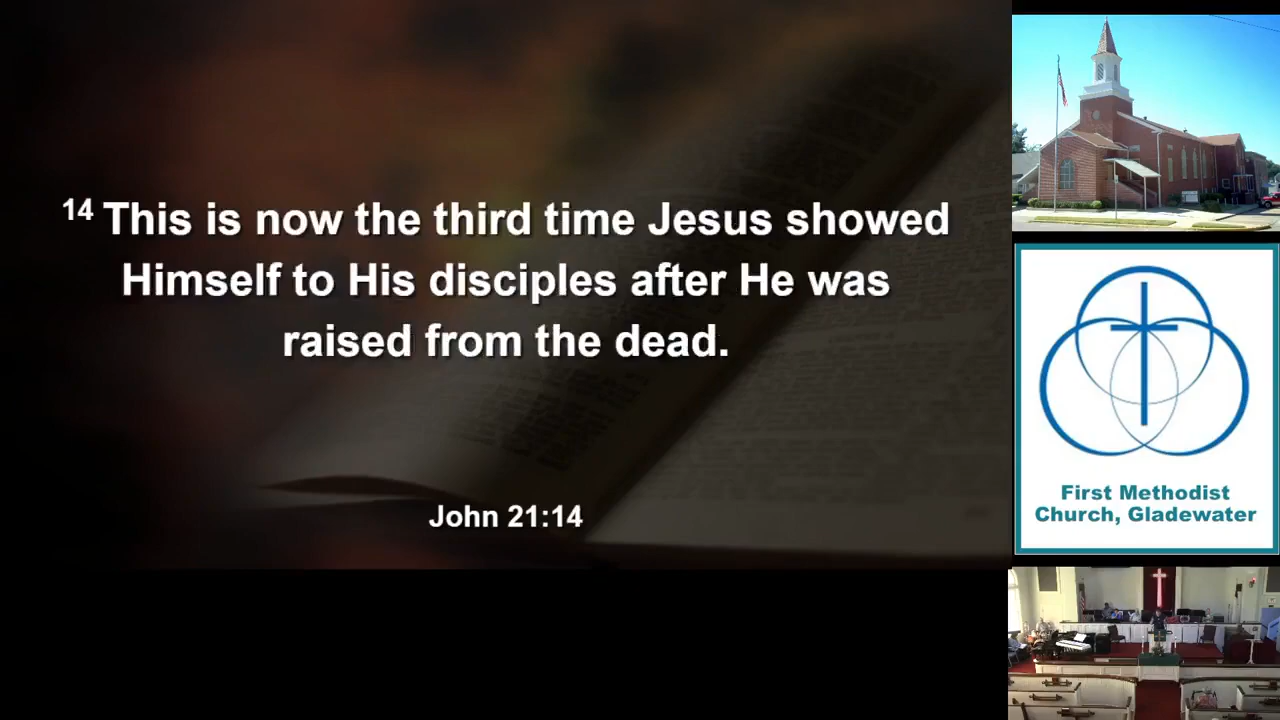 14 This is now the third time Jesus showed
Himself to His disciples after He was
raised from the dead.
John 21:14
First Methodist
Church, Gladewater